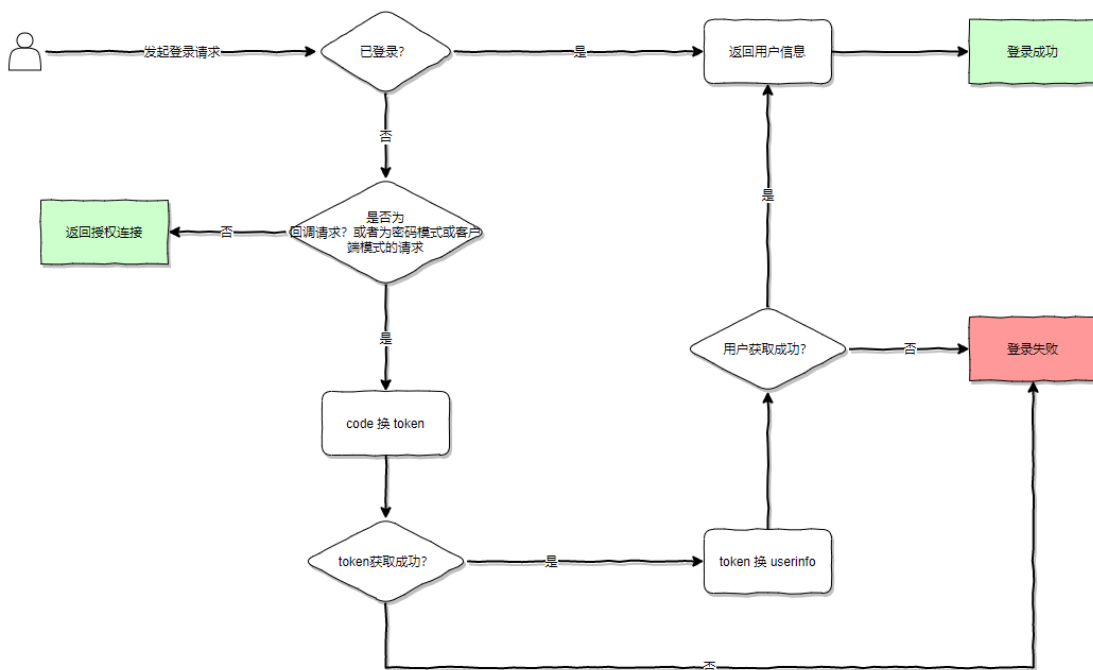 发起登录请求
已登录?
是
返回用户信息
登录成功
否
是否为
回调请求？或者为密码模式或客户
端模式的请求
否
返回授权连接
是
是
用户获取成功?
否
登录失败
code 换 token
token获取成功?
是
token 换 userinfo
否